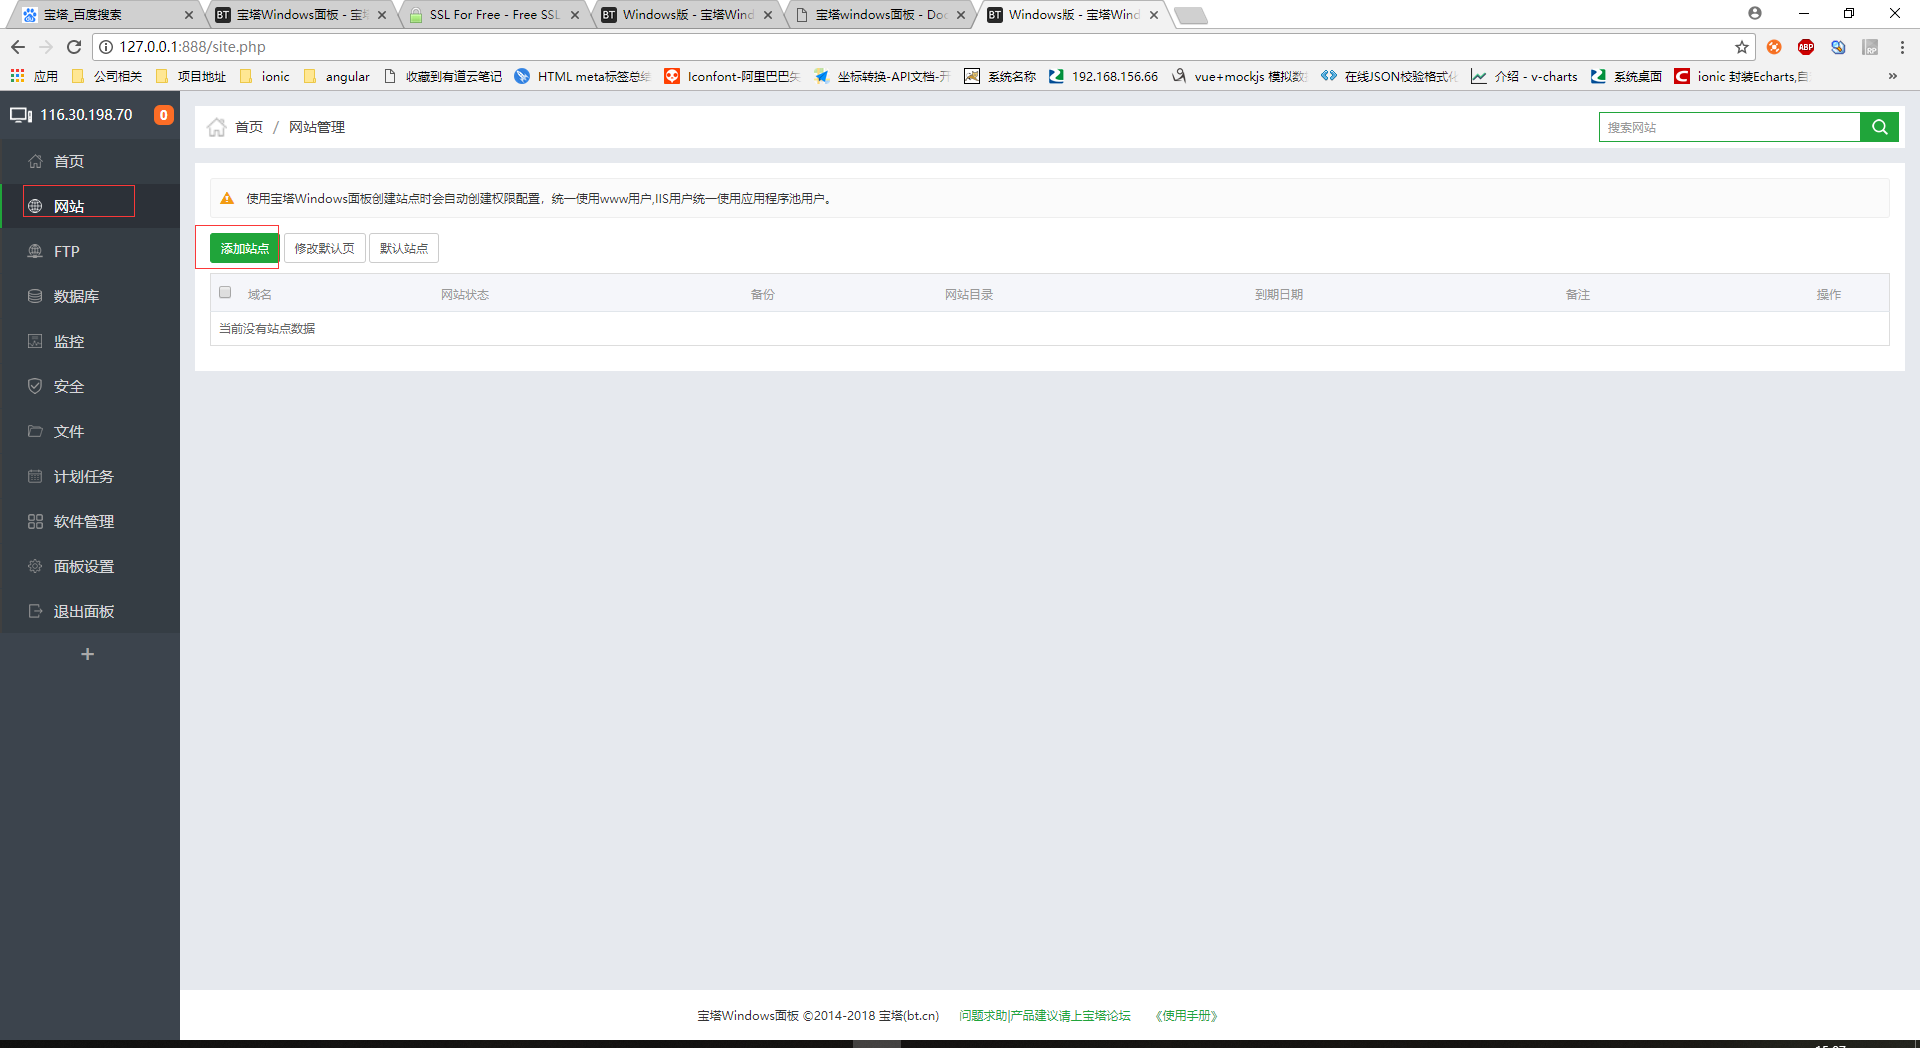 宝塔_百度搜索
BT 宝塔Windows面板 - 宝
SSL For Free - Free SSL
BT Windows版 - 宝塔Wind
宝塔windows面板 - Doc
BT Windows版 - 宝塔Wind
127.0.0.1:888/site.php
ABP
RP
应用
公司相关
项目地址
ionic
angular
收藏到有道云笔记
HTML meta标签总
Iconfont-阿里巴巴矢
坐标转换-API文档-开
系统名称
192.168.156.66
vue+mockjs 模拟数
在线JSON校验格式化
介绍 - v-charts
系统桌面
ionic 封装Echarts,自
»
116.30.198.70
0
首页
网站
FTP
数据库
监控
安全
文件
计划任务
软件管理
面板设置
退出面板
+
首页 / 网站管理
搜索网站
使用宝塔Windows面板创建站点时会自动创建权限配置，统一使用www用户,IIS用户统一使用应用程序池用户。
添加站点
修改默认页
默认站点
域名 网站状态 备份 网站目录 到期日期 备注 操作
当前没有站点数据
宝塔Windows面板 ©2014-2018 宝塔(bt.cn) 问题求助|产品建议请上宝塔论坛 《使用手册》